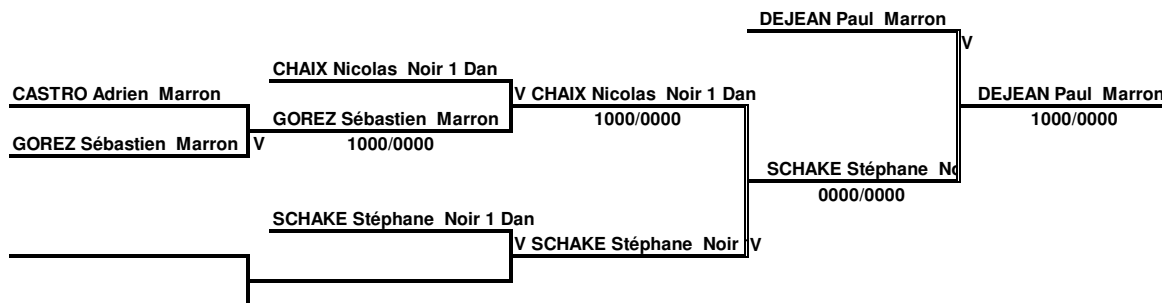 DEJEAN Paul Marron
V
CHAIX Nicolas Noir 1 Dan
CASTRO Adrien Marron
V CHAIX Nicolas Noir 1 Dan
DEJEAN Paul Marron
GOREZ Sébastien Marron
1000/0000
1000/0000
GOREZ Sébastien Marron V
1000/0000
SCHAKE Stéphane
0000/0000
SCHAKE Stéphane Noir 1 Dan
V SCHAKE Stéphane Noir
V